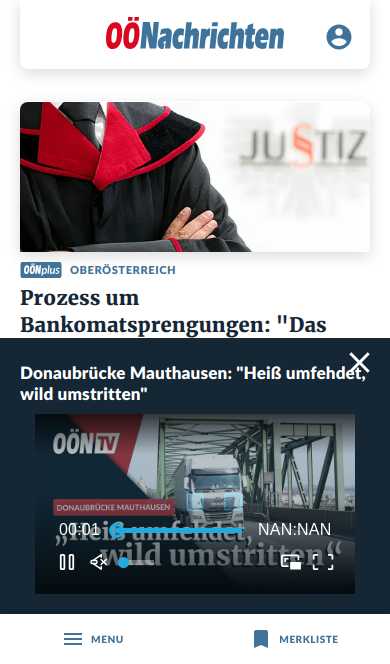 OÖNachrichten
JUSTIZ
OÖNplus OBERÖSTERREICH
Prozess um
Bankomatsprengungen: "Das
Donaubrücke Mauthausen: "Heiß umfehdet,
wild umstritten"
OÖN TV
DONAUBRÜCKE MAUTHAUSEN
„Heiß umfehdet,
wild umstritten“
00:01
NAN:NAN
MENU
MERKLISTE